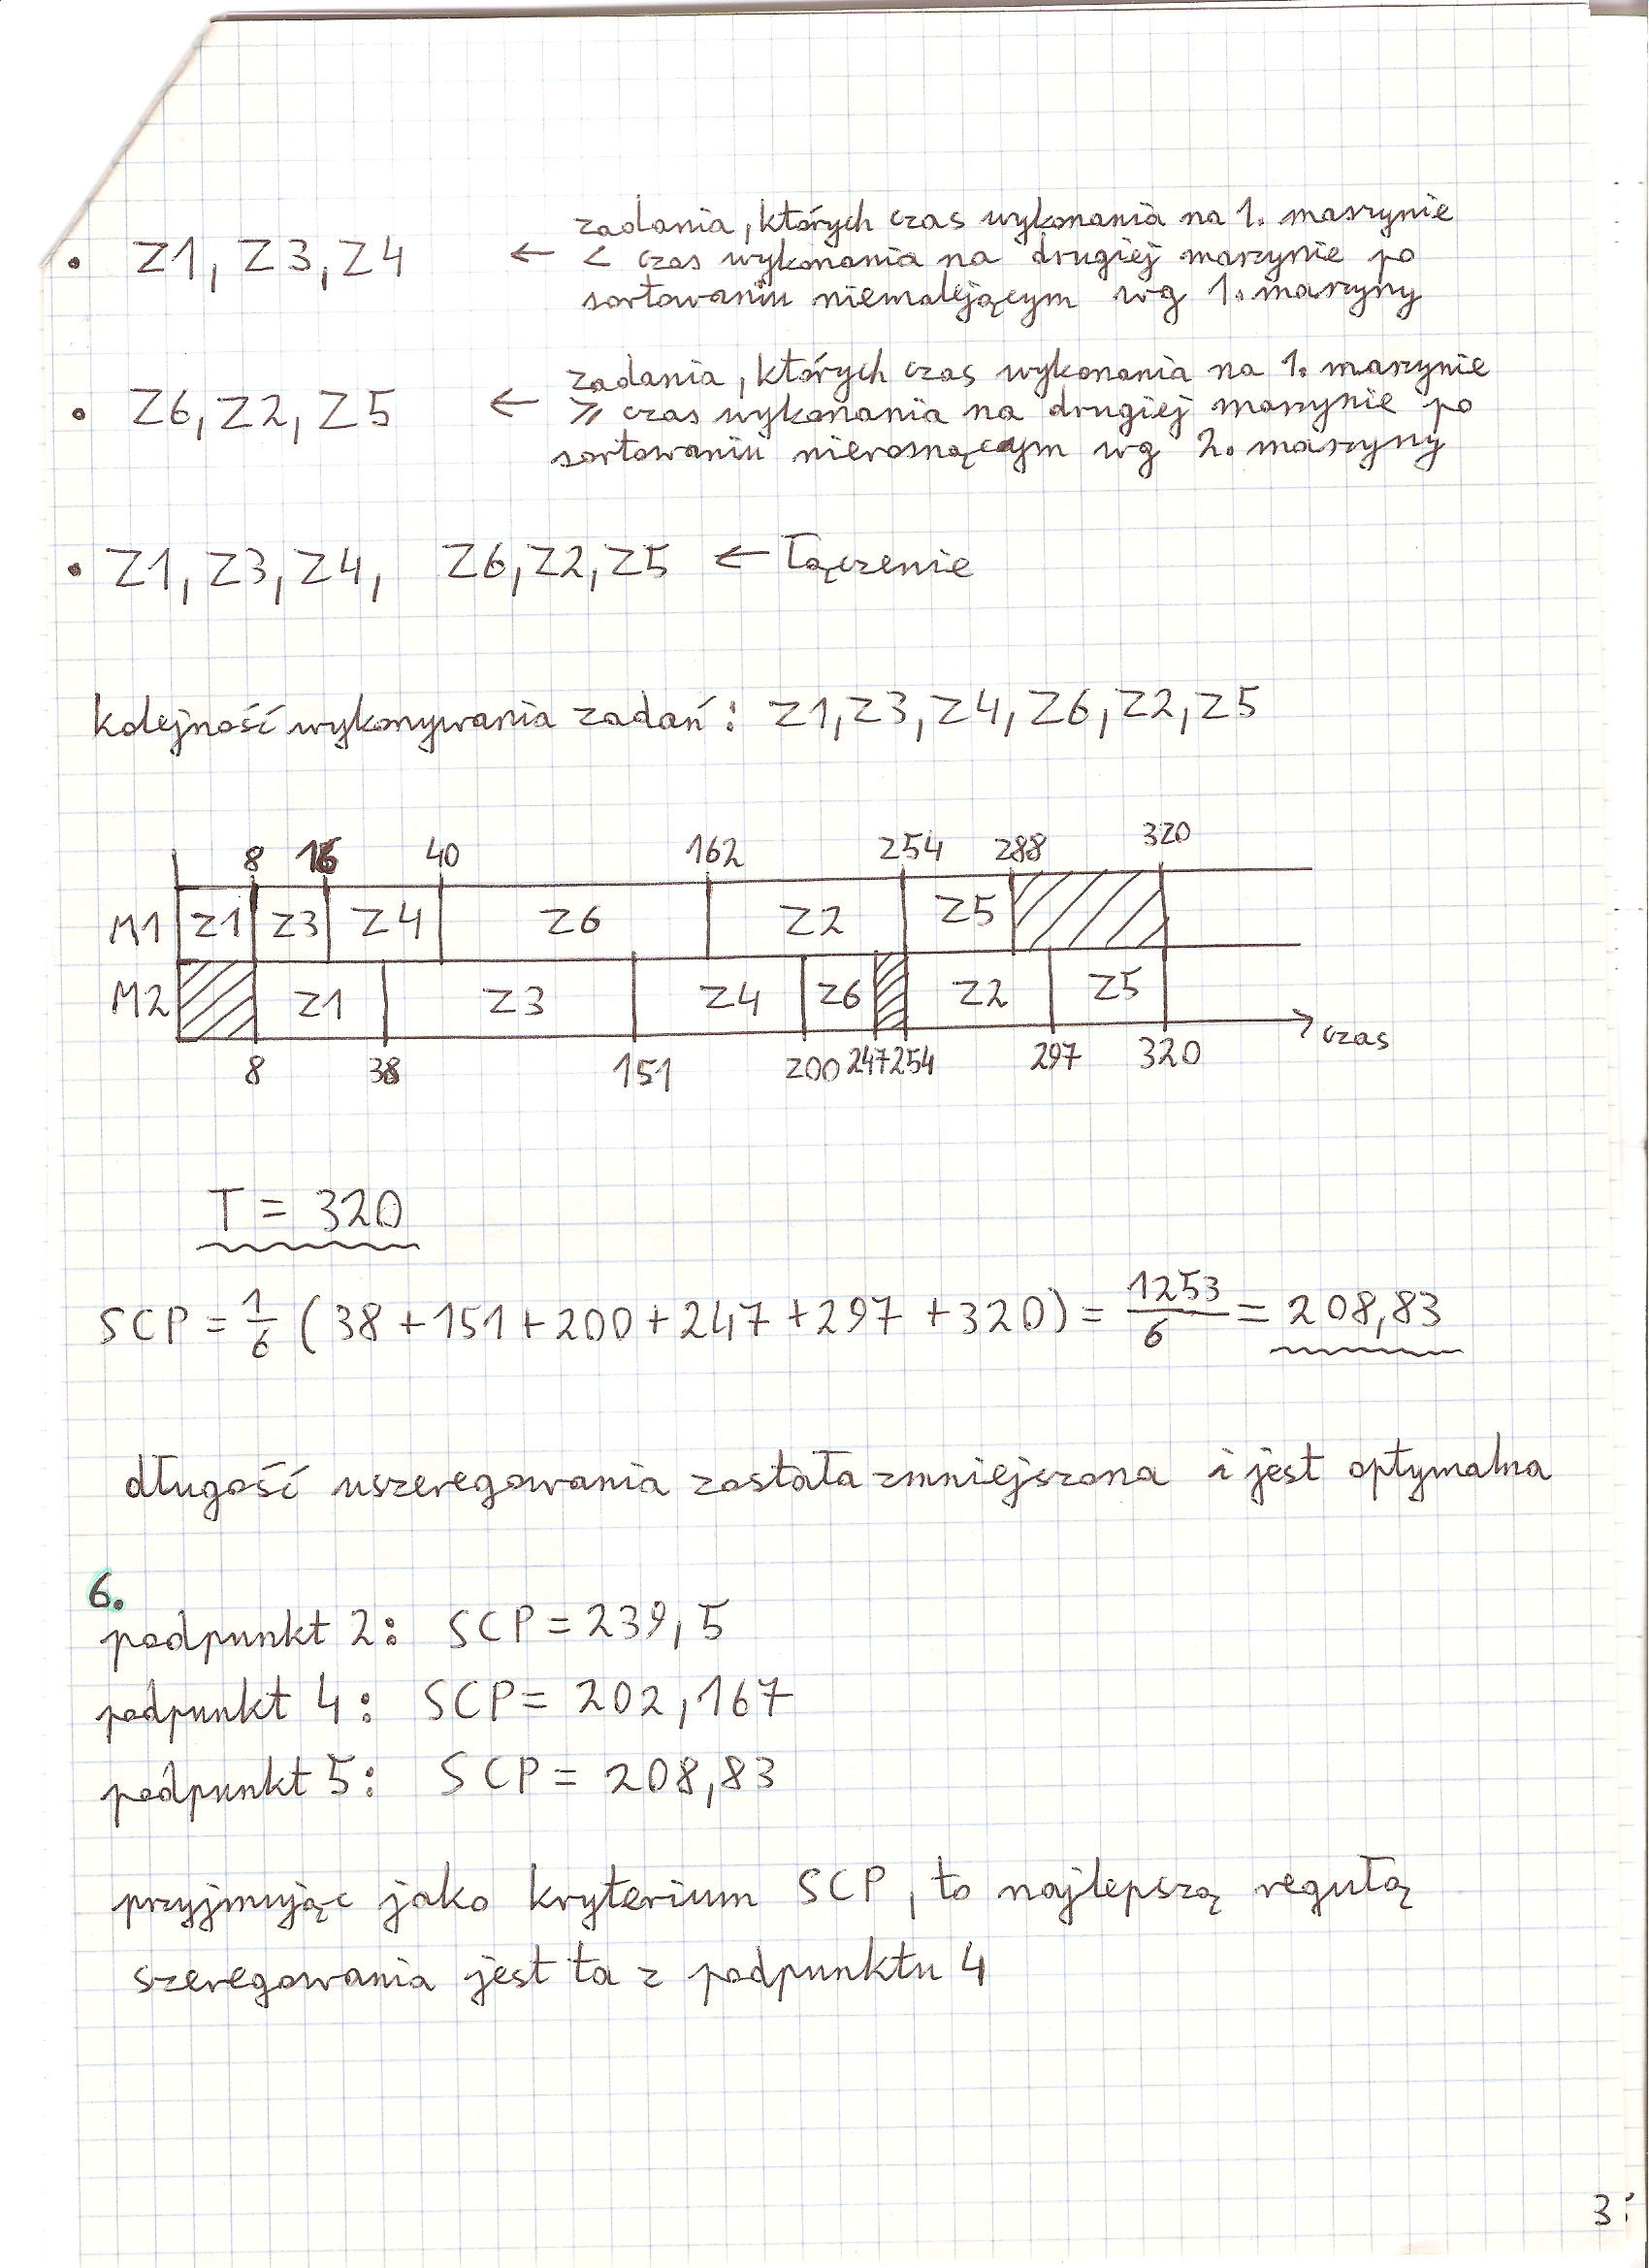 • Z1, Z3, Z4 ← zadania, których czas wykonania na 1. maszynie
< czas wykonania na drugiej maszynie po
sortowaniu niemalejącym wg 1. maszyny
• Z6, Z2, Z5 ← zadania, których czas wykonania na 1. maszynie
⩾ czas wykonania na drugiej maszynie po
sortowaniu nierosnącym wg 2. maszyny
• Z1, Z3, Z4, Z6, Z2, Z5 ← łączenie
kolejność wykonywania zadań: Z1, Z3, Z4, Z6, Z2, Z5
8 16 40 162 254 288 320
M1 Z1 Z3 Z4 Z6 Z2 Z5
M2 Z1 Z3 Z4 Z6 Z2 Z5
czas
8 38 151 200 247 254 297 320
T = 320
SCP = 1/6 (38 + 151 + 200 + 247 + 297 + 320) = 1253/6 = 208,83
długość uszeregowania została zmniejszona i jest optymalna
6.
podpunkt 2: SCP = 239,5
podpunkt 4: SCP = 202,167
podpunkt 5: SCP = 208,83
przyjmując jako kryterium SCP, to najlepszą regułą
szeregowania jest ta z podpunktu 4
3